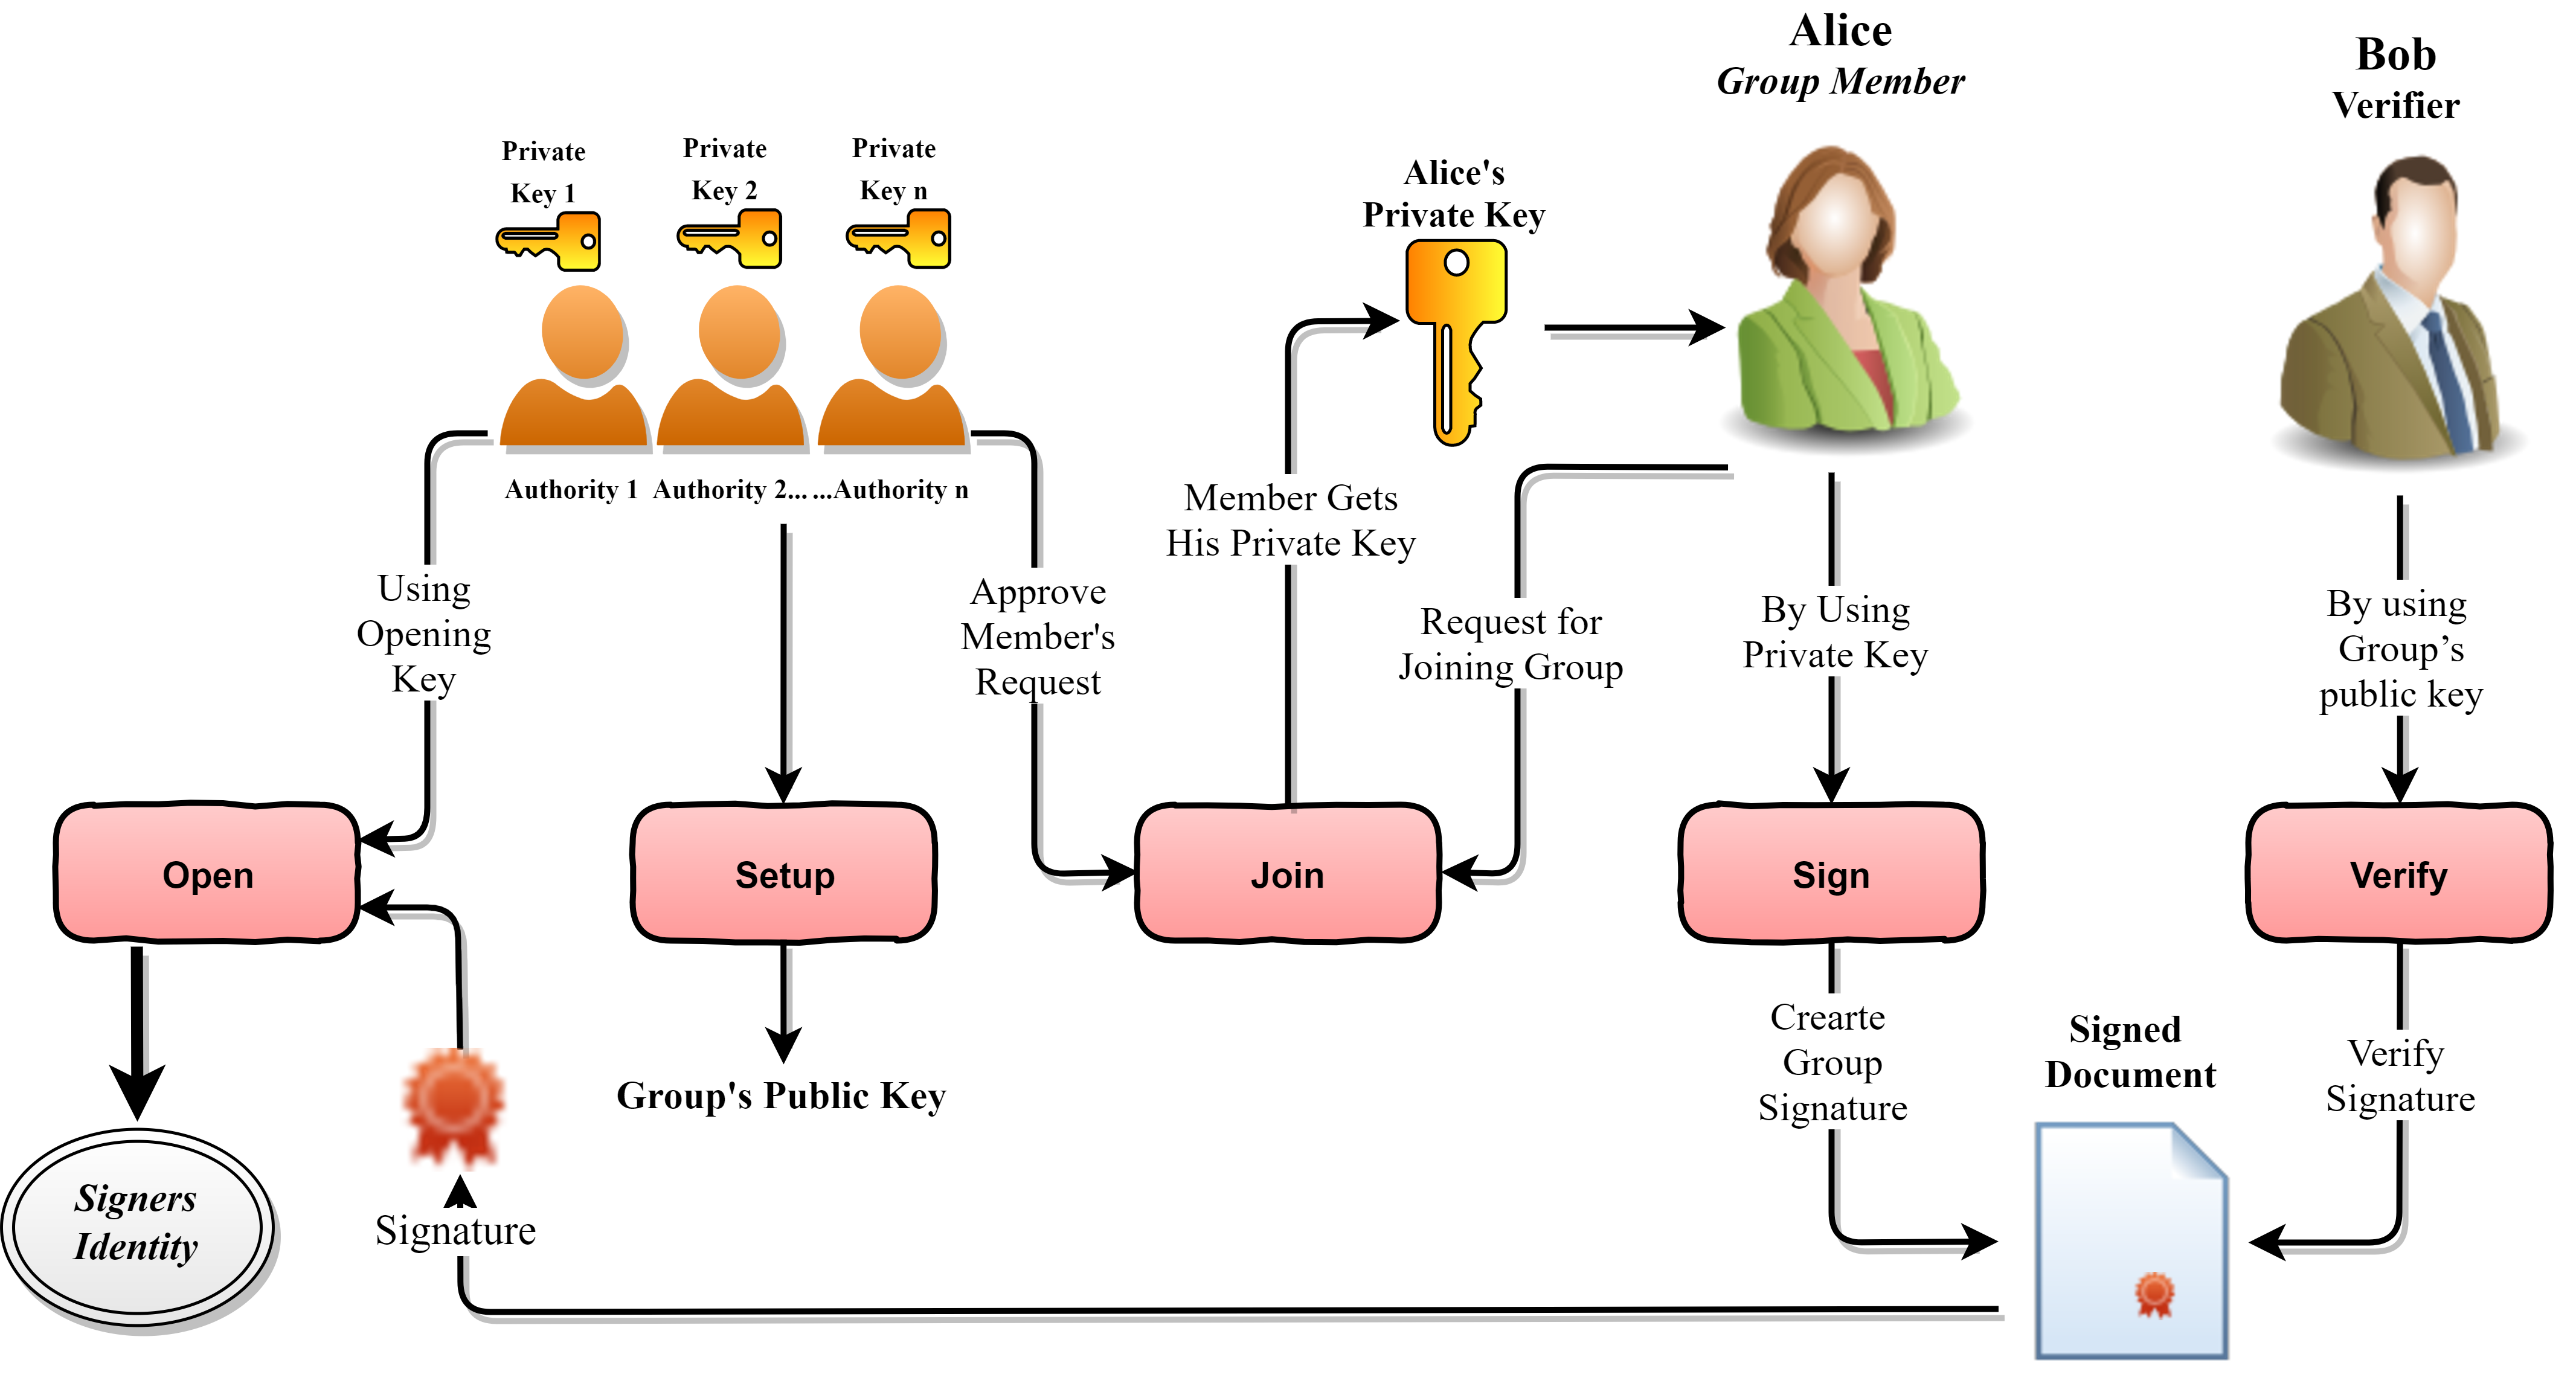 Alice
Group Member
Bob
Verifier
Private
Key 1
Private
Key 2
Private
Key n
Alice's
Private Key
Authority 1
Authority 2...
...Authority n
Member Gets
His Private Key
Using
Opening
Key
Approve
Member's
Request
Request for
Joining Group
By Using
Private Key
By using
Group’s
public key
Open
Setup
Join
Sign
Verify
Crearte
Group
Signature
Signed
Document
Verify
Signature
Group's Public Key
Signers
Identity
Signature